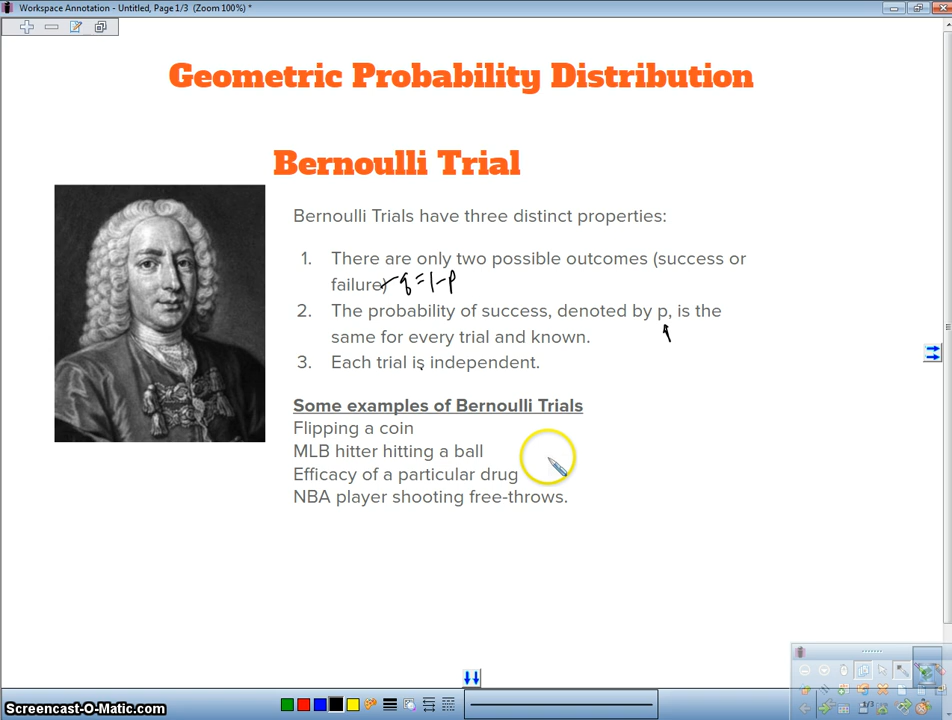 Workspace Annotation - Untitled, Page 1/3 (Zoom 100%) *
Geometric Probability Distribution
Bernoulli Trial
Bernoulli Trials have three distinct properties:
1. There are only two possible outcomes (success or
failure) q = 1-p
2. The probability of success, denoted by p, is the
same for every trial and known.
3. Each trial is independent.
Some examples of Bernoulli Trials
Flipping a coin
MLB hitter hitting a ball
Efficacy of a particular drug
NBA player shooting free-throws.
Screencast-O-Matic.com